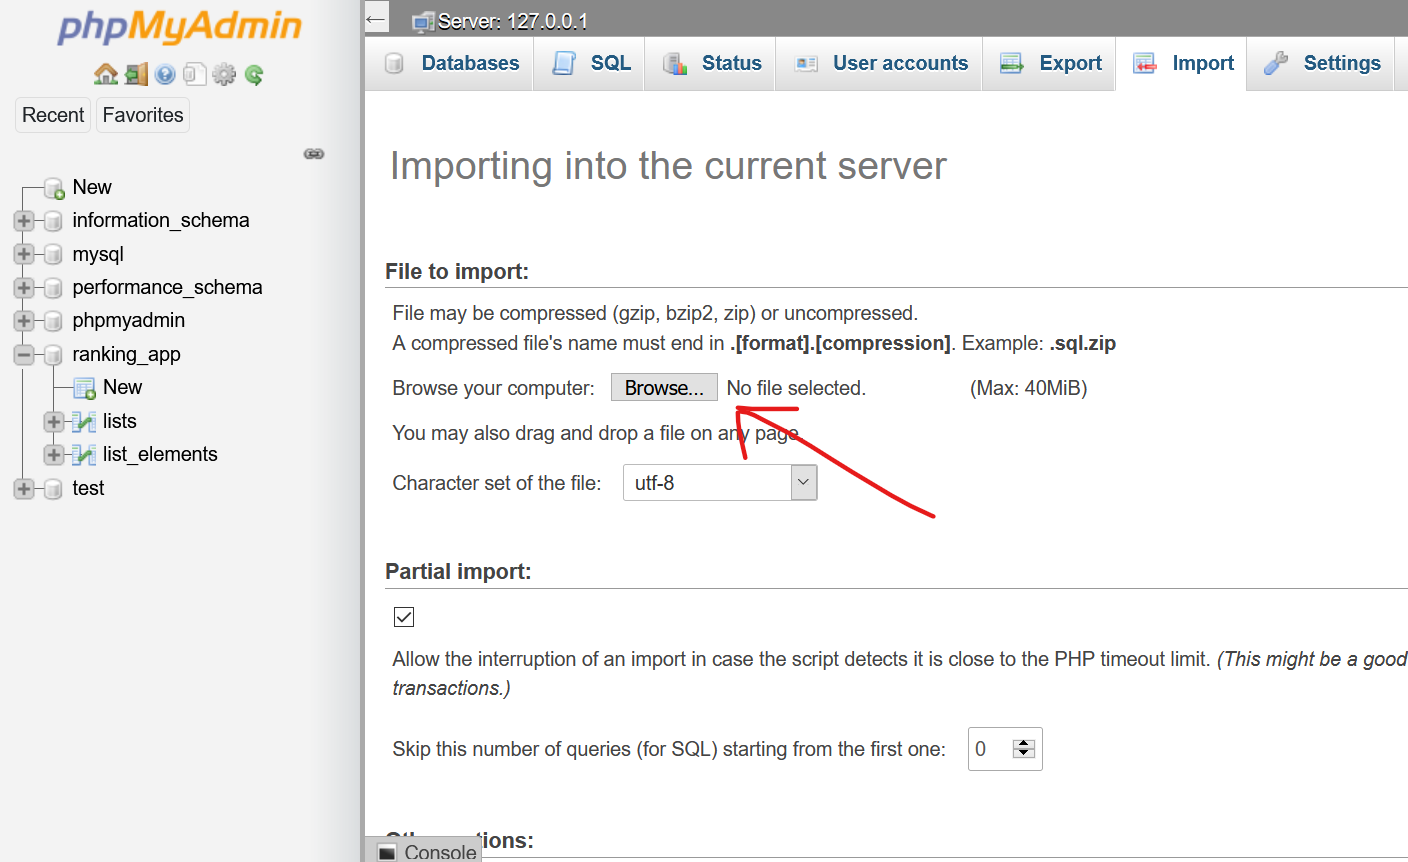 phpMyAdmin
Recent Favorites
New
information_schema
mysql
performance_schema
phpmyadmin
ranking_app
New
lists
list_elements
test
Server: 127.0.0.1
Databases SQL Status User accounts Export Import Settings
Importing into the current server
File to import:
File may be compressed (gzip, bzip2, zip) or uncompressed.
A compressed file's name must end in .[format].[compression]. Example: .sql.zip
Browse your computer: Browse... No file selected. (Max: 40MiB)
You may also drag and drop a file on any page
Character set of the file: utf-8
Partial import:
Allow the interruption of an import in case the script detects it is close to the PHP timeout limit. (This might be a good
transactions.)
Skip this number of queries (for SQL) starting from the first one: 0
Console